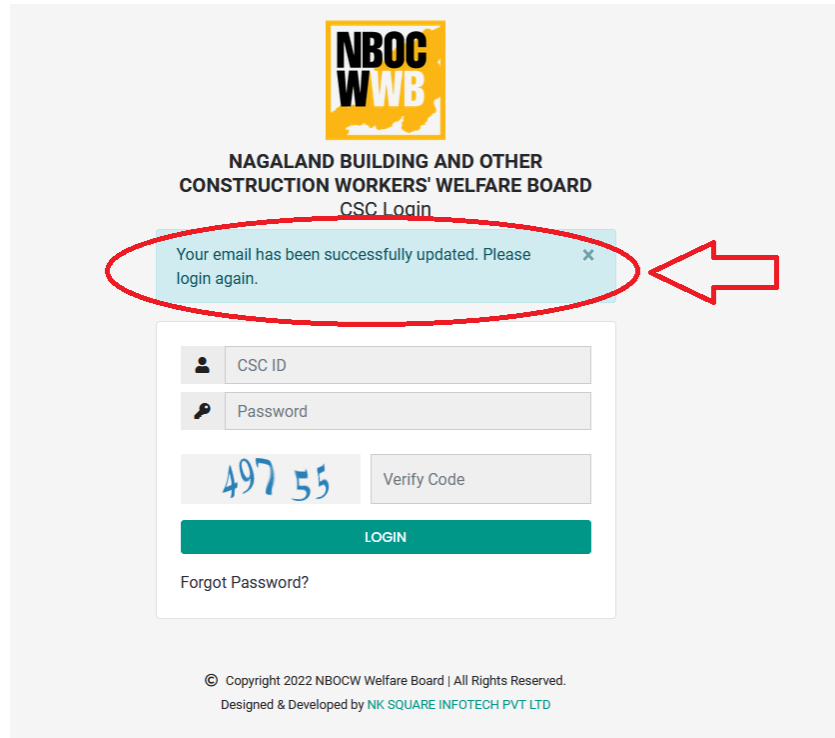 NBOC
WWB
NAGALAND BUILDING AND OTHER
CONSTRUCTION WORKERS' WELFARE BOARD
CSC Login
Your email has been successfully updated. Please ×
login again.
CSC ID
Password
497 55 Verify Code
LOGIN
Forgot Password?
© Copyright 2022 NBOCW Welfare Board | All Rights Reserved.
Designed & Developed by NK SQUARE INFOTECH PVT LTD